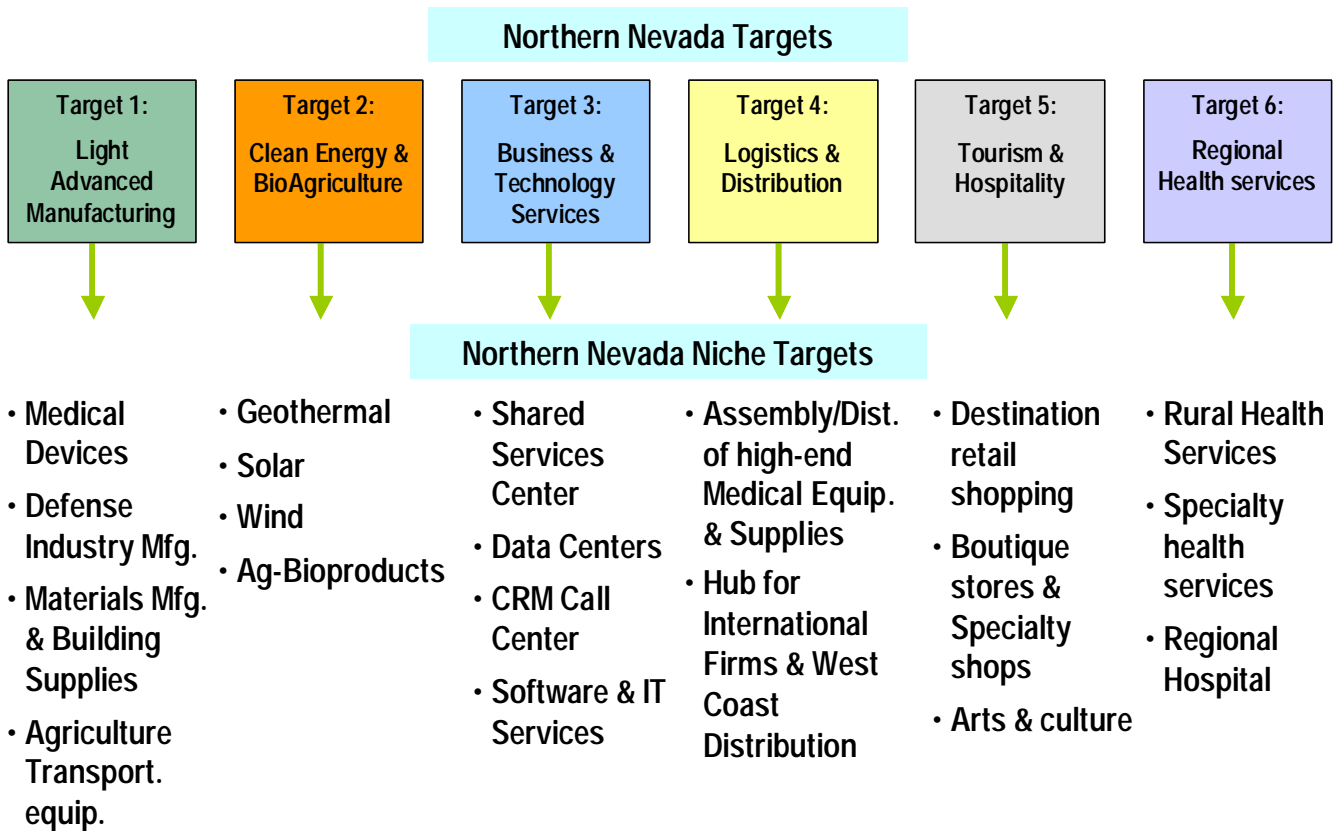 Northern Nevada Targets
Target 1:
Light
Advanced
Manufacturing
Target 2:
Clean Energy &
BioAgriculture
Target 3:
Business &
Technology
Services
Target 4:
Logistics &
Distribution
Target 5:
Tourism &
Hospitality
Target 6:
Regional
Health services
Northern Nevada Niche Targets
• Medical
Devices
• Defense
Industry Mfg.
• Materials Mfg.
& Building
Supplies
• Agriculture
Transport.
equip.
• Geothermal
• Solar
• Wind
• Ag-Bioproducts
• Shared
Services
Center
• Data Centers
• CRM Call
Center
• Software & IT
Services
• Assembly/Dist.
of high-end
Medical Equip.
& Supplies
• Hub for
International
Firms & West
Coast
Distribution
• Destination
retail
shopping
• Boutique
stores &
Specialty
shops
• Arts & culture
• Rural Health
Services
• Specialty
health
services
• Regional
Hospital